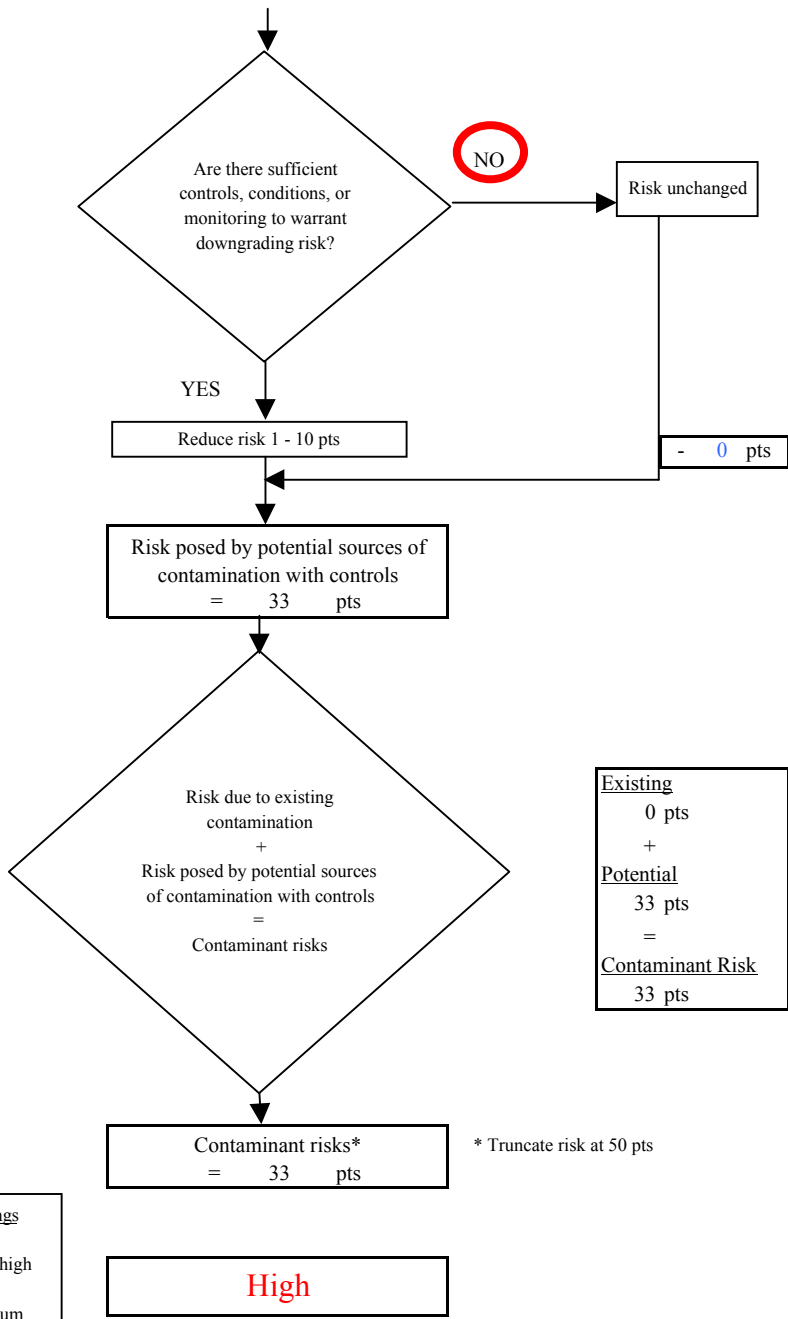 Are there sufficient
controls, conditions, or
monitoring to warrant
downgrading risk?
NO
Risk unchanged
YES
Reduce risk 1 - 10 pts
- 0 pts
Risk posed by potential sources of
contamination with controls
= 33 pts
Risk due to existing
contamination
+
Risk posed by potential sources
of contamination with controls
=
Contaminant risks
Existing
0 pts
+
Potential
33 pts
=
Contaminant Risk
33 pts
Contaminant risks*
= 33 pts
* Truncate risk at 50 pts
high
High